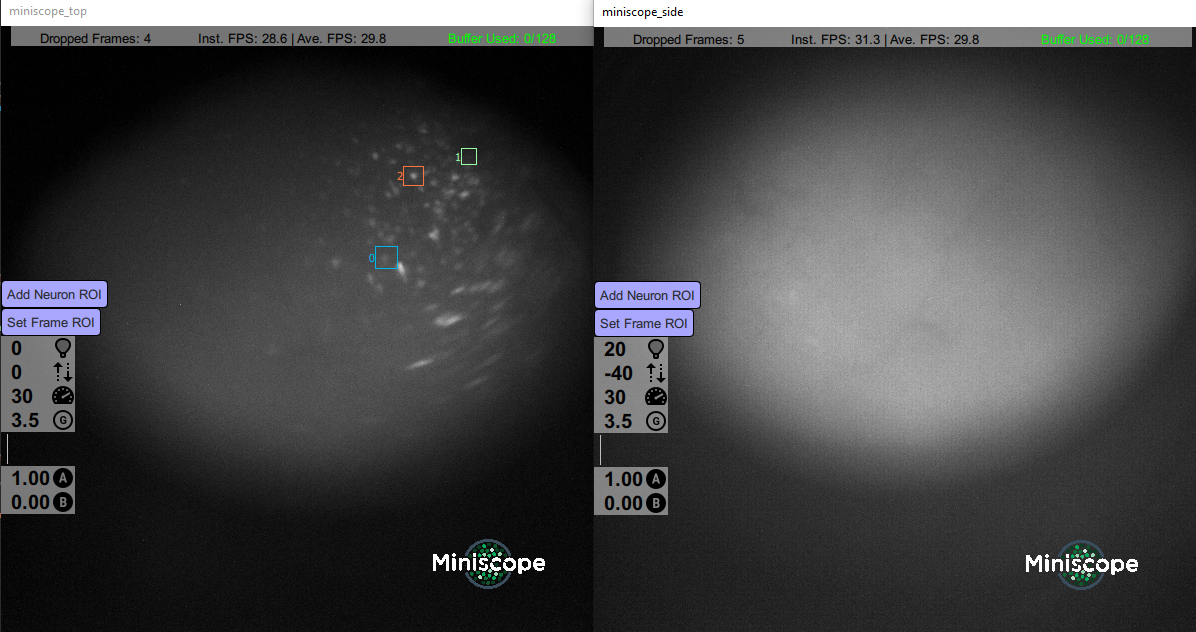 miniscope_top
Dropped Frames: 4 Inst. FPS: 28.6 | Ave. FPS: 29.8 Buffer Used: 0/128
1
2
0
Add Neuron ROI
Set Frame ROI
0
0
30
3.5 G
1.00 A
0.00 B
Miniscope
miniscope_side
Dropped Frames: 5 Inst. FPS: 31.3 | Ave. FPS: 29.8 Buffer Used: 0/128
Add Neuron ROI
Set Frame ROI
20
-40
30
3.5 G
1.00 A
0.00 B
Miniscope